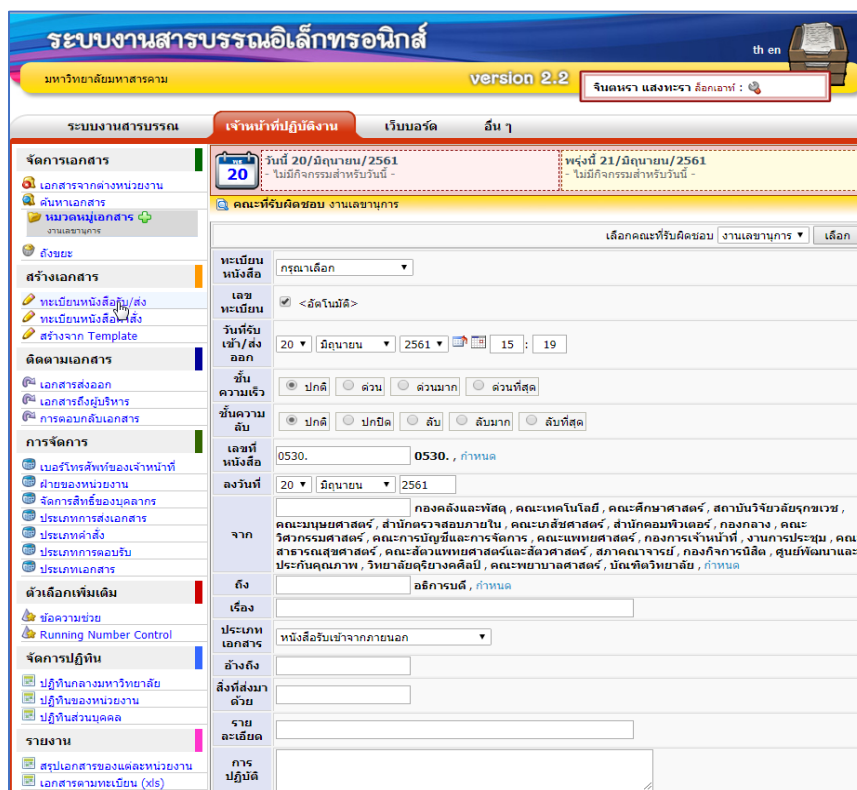 ระบบงานสารบรรณอิเล็กทรอนิกส์
th en
มหาวิทยาลัยมหาสารคาม
version 2.2
จินตหรา แสงทะรา ล็อกเอาท์ :
ระบบงานสารบรรณ
เจ้าหน้าที่ปฏิบัติงาน
เว็บบอร์ด
อื่น ๆ
จัดการเอกสาร
เอกสารจากต่างหน่วยงาน
ค้นหาเอกสาร
หมวดหมู่เอกสาร
งานเลขานุการ
ถังขยะ
สร้างเอกสาร
ทะเบียนหนังสือรับ/ส่ง
ทะเบียนหนังสือคำสั่ง
สร้างจาก Template
ติดตามเอกสาร
เอกสารส่งออก
เอกสารถึงผู้บริหาร
การตอบกลับเอกสาร
การจัดการ
เบอร์โทรศัพท์ของเจ้าหน้าที่
ฝ่ายของหน่วยงาน
จัดการสิทธิ์ของบุคลากร
ประเภทการส่งเอกสาร
ประเภทคำสั่ง
ประเภทการตอบรับ
ประเภทเอกสาร
ตัวเลือกเพิ่มเติม
ข้อความช่วย
Running Number Control
จัดการปฏิทิน
ปฏิทินกลางมหาวิทยาลัย
ปฏิทินของหน่วยงาน
ปฏิทินส่วนบุคคล
รายงาน
สรุปเอกสารของแต่ละหน่วยงาน
เอกสารตามทะเบียน (xls)
20
วันนี้ 20/มิถุนายน/2561
- ไม่มีกิจกรรมสำหรับวันนี้ -
พรุ่งนี้ 21/มิถุนายน/2561
- ไม่มีกิจกรรมสำหรับวันนี้ -
คณะที่รับผิดชอบ งานเลขานุการ
เลือกคณะที่รับผิดชอบ งานเลขานุการ เลือก
ทะเบียน
หนังสือ
กรุณาเลือก
เลข
ทะเบียน
<อัตโนมัติ>
วันที่รับ
เข้า/ส่ง
ออก
20 มิถุนายน 2561 15 : 19
ชั้น
ความเร็ว
ปกติ ด่วน ด่วนมาก ด่วนที่สุด
ชั้นความ
ลับ
ปกติ ปกปิด ลับ ลับมาก ลับที่สุด
เลขที่
หนังสือ
0530. 0530. , กำหนด
ลงวันที่
20 มิถุนายน 2561
จาก
กองคลังและพัสดุ , คณะเทคโนโลยี , คณะศึกษาศาสตร์ , สถาบันวิจัยวลัยรุกขเวช ,
คณะมนุษยศาสตร์ , สำนักตรวจสอบภายใน , คณะเภสัชศาสตร์ , สำนักคอมพิวเตอร์ , กองกลาง , คณะ
วิศวกรรมศาสตร์ , คณะการบัญชีและการจัดการ , คณะแพทยศาสตร์ , กองการเจ้าหน้าที่ , งานการประชุม , คณะ
สาธารณสุขศาสตร์ , คณะสัตวแพทยศาสตร์และสัตวศาสตร์ , สภาคณาจารย์ , กองกิจการนิสิต , ศูนย์พัฒนาและ
ประกันคุณภาพ , วิทยาลัยดุริยางคศิลป์ , คณะพยาบาลศาสตร์ , บัณฑิตวิทยาลัย , กำหนด
ถึง
อธิการบดี , กำหนด
เรื่อง
ประเภท
เอกสาร
หนังสือรับเข้าจากภายนอก
อ้างถึง
สิ่งที่ส่งมา
ด้วย
ราย
ละเอียด
การ
ปฏิบัติ